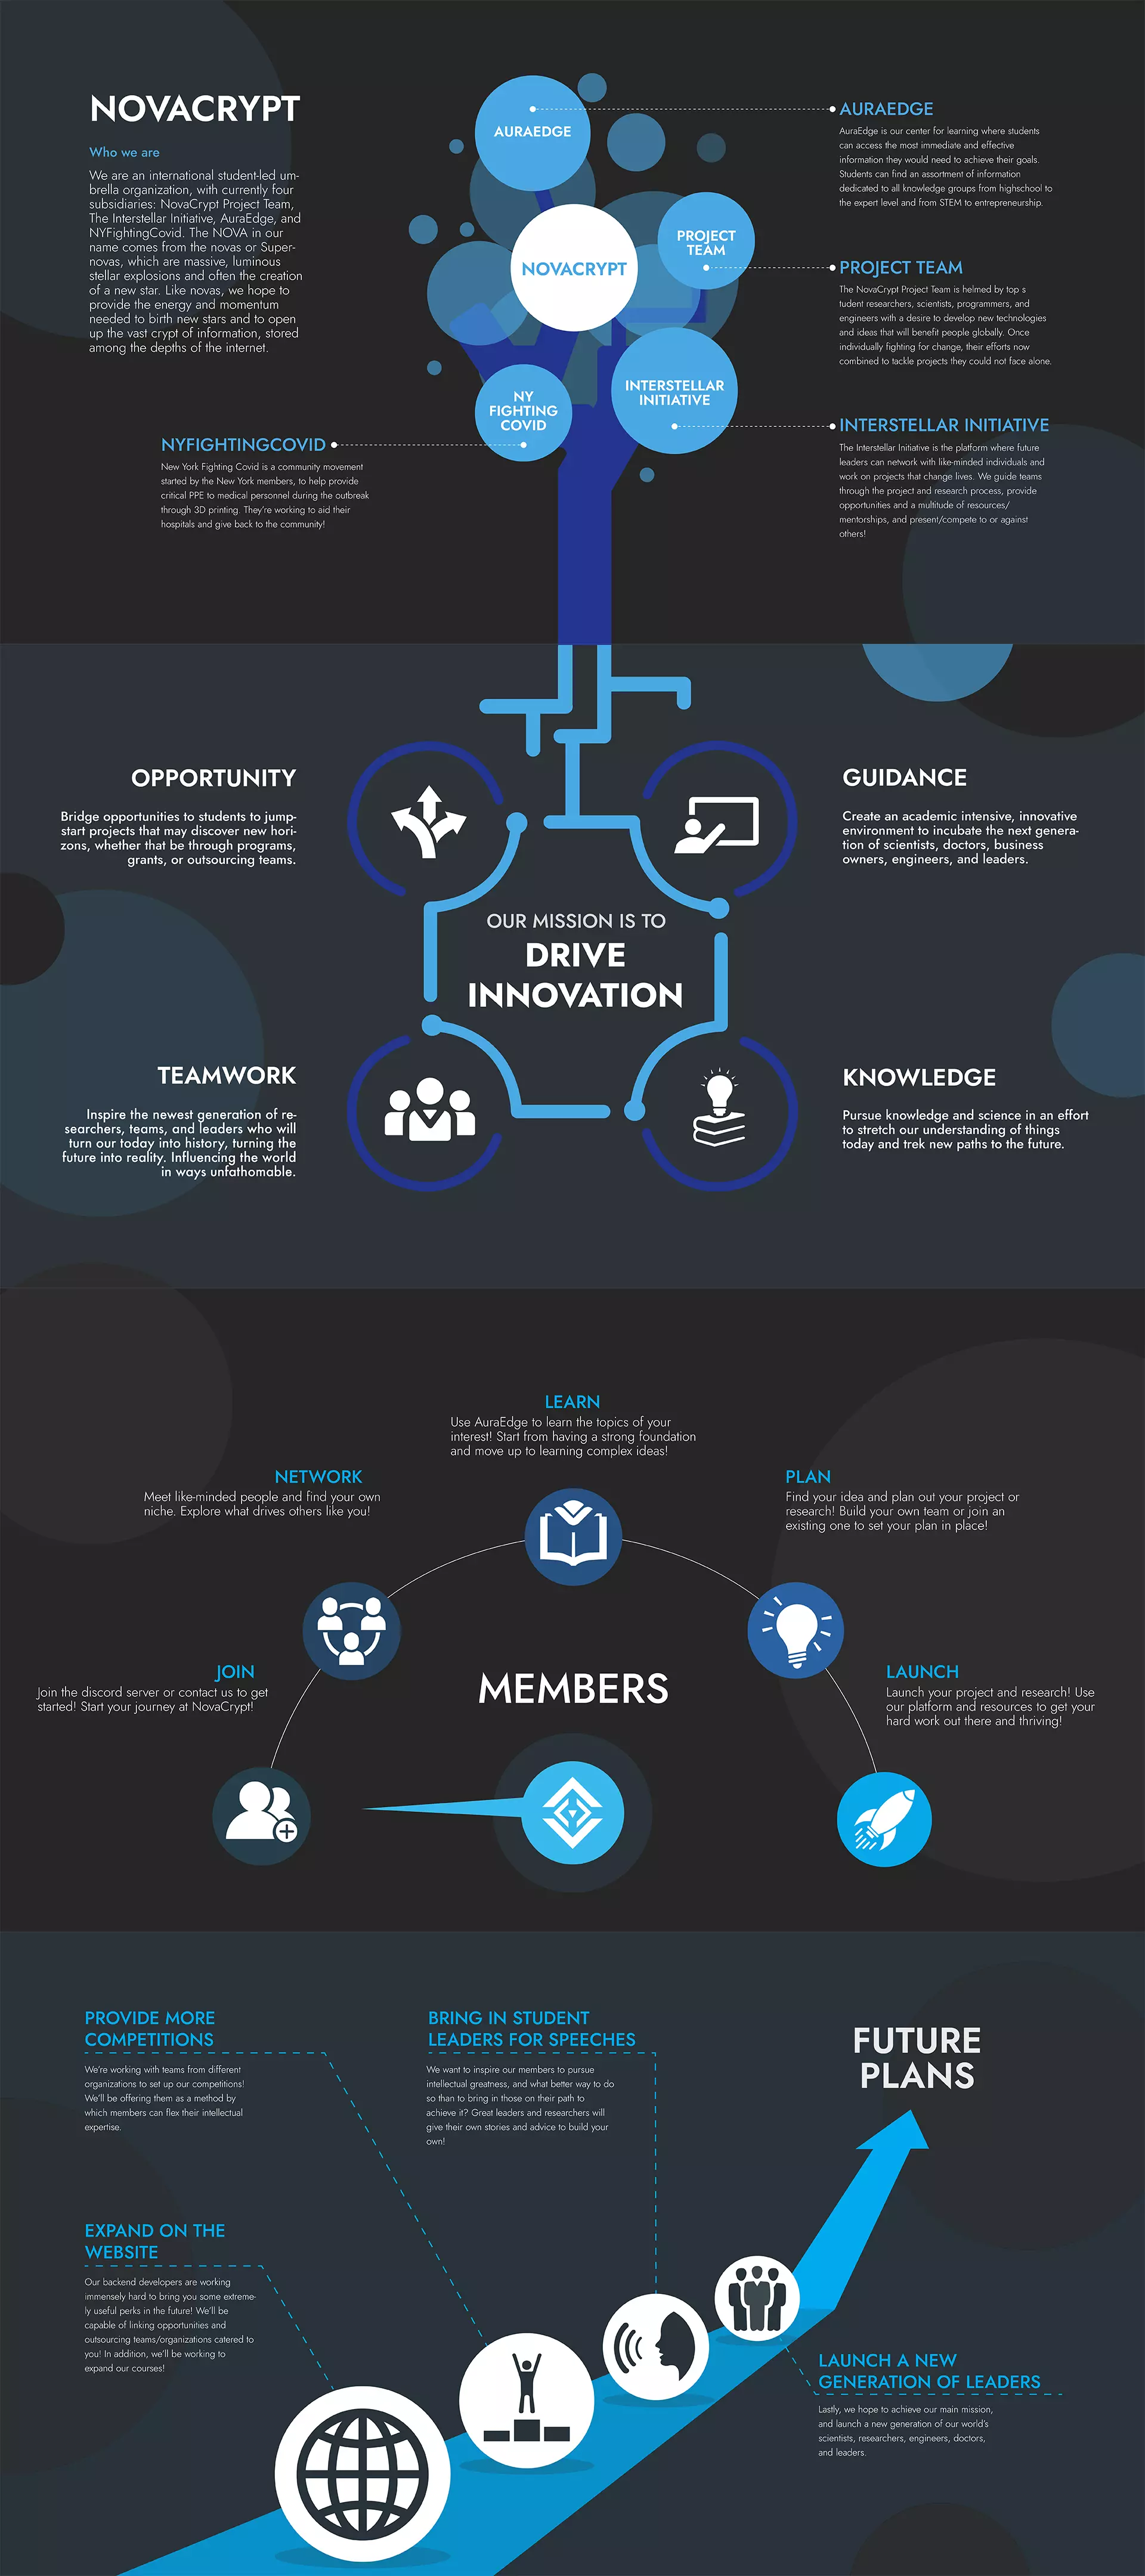 NOVACRYPT
Who we are
We are an international student-led um-
brella organization, with currently four
subsidiaries: NovaCrypt Project Team,
The Interstellar Initiative, AuraEdge, and
NYFightingCovid. The NOVA in our
name comes from the novas or Super-
novas, which are massive, luminous
stellar explosions and often the creation
of a new star. Like novas, we hope to
provide the energy and momentum
needed to birth new stars and to open
up the vast crypt of information, stored
among the depths of the internet.
AURAEDGE
NOVACRYPT
PROJECT
TEAM
INTERSTELLAR
INITIATIVE
NY
FIGHTING
COVID
AURAEDGE
AuraEdge is our center for learning where students
can access the most immediate and effective
information they would need to achieve their goals.
Students can find an assortment of information
dedicated to all knowledge groups from highschool to
the expert level and from STEM to entrepreneurship.
PROJECT TEAM
The NovaCrypt Project Team is helmed by top s
tudent researchers, scientists, programmers, and
engineers with a desire to develop new technologies
and ideas that will benefit people globally. Once
individually fighting for change, their efforts now
combined to tackle projects they could not face alone.
INTERSTELLAR INITIATIVE
The Interstellar Initiative is the platform where future
leaders can network with like-minded individuals and
work on projects that change lives. We guide teams
through the project and research process, provide
opportunities and a multitude of resources/
mentorships, and present/compete to or against
others!
NYFIGHTINGCOVID
New York Fighting Covid is a community movement
started by the New York members, to help provide
critical PPE to medical personnel during the outbreak
through 3D printing. They're working to aid their
hospitals and give back to the community!
OPPORTUNITY
Bridge opportunities to students to jump-
start projects that may discover new hori-
zons, whether that be through programs,
grants, or outsourcing teams.
GUIDANCE
Create an academic intensive, innovative
environment to incubate the next genera-
tion of scientists, doctors, business
owners, engineers, and leaders.
OUR MISSION IS TO
DRIVE
INNOVATION
TEAMWORK
Inspire the newest generation of re-
searchers, teams, and leaders who will
turn our today into history, turning the
future into reality. Influencing the world
in ways unfathomable.
KNOWLEDGE
Pursue knowledge and science in an effort
to stretch our understanding of things
today and trek new paths to the future.
LEARN
Use AuraEdge to learn the topics of your
interest! Start from having a strong foundation
and move up to learning complex ideas!
NETWORK
Meet like-minded people and find your own
niche. Explore what drives others like you!
PLAN
Find your idea and plan out your project or
research! Build your own team or join an
existing one to set your plan in place!
JOIN
Join the discord server or contact us to get
started! Start your journey at NovaCrypt!
MEMBERS
LAUNCH
Launch your project and research! Use
our platform and resources to get your
hard work out there and thriving!
PROVIDE MORE
COMPETITIONS
We're working with teams from different
organizations to set up our competitions!
We'll be offering them as a method by
which members can flex their intellectual
expertise.
BRING IN STUDENT
LEADERS FOR SPEECHES
We want to inspire our members to pursue
intellectual greatness, and what better way to do
so than to bring in those on their path to
achieve it? Great leaders and researchers will
give their own stories and advice to build your
own!
FUTURE
PLANS
EXPAND ON THE
WEBSITE
Our backend developers are working
immensely hard to bring you some extreme-
ly useful perks in the future! We'll be
capable of linking opportunities and
outsourcing teams/organizations catered to
you! In addition, we'll be working to
expand our courses!
LAUNCH A NEW
GENERATION OF LEADERS
Lastly, we hope to achieve our main mission,
and launch a new generation of our world's
scientists, researchers, engineers, doctors,
and leaders.